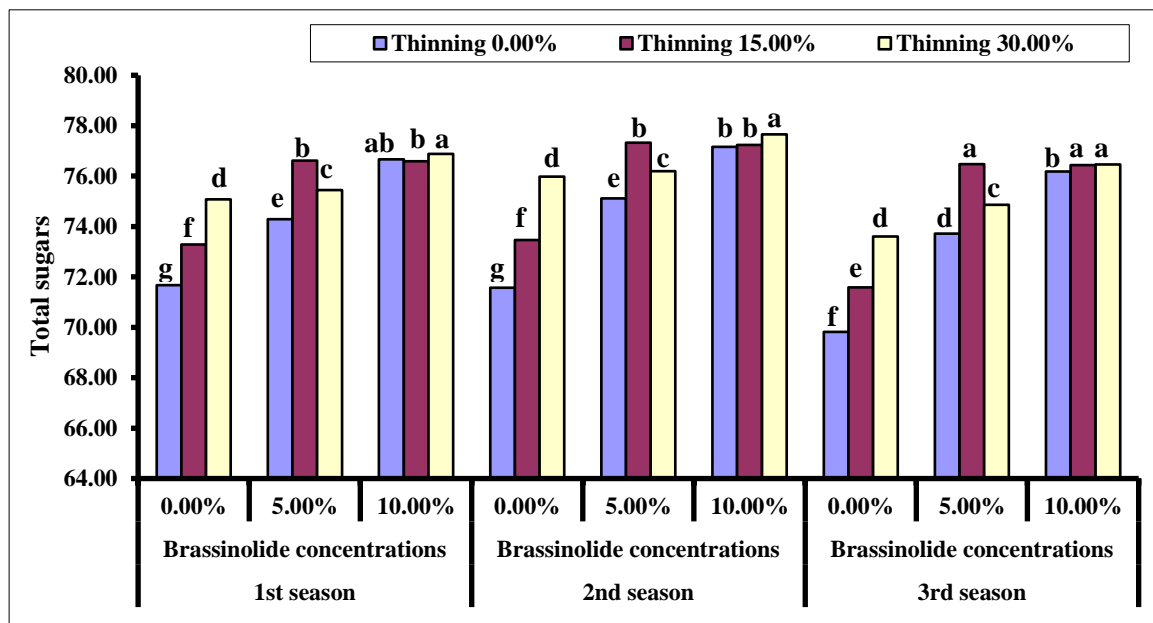 Thinning 0.00% Thinning 15.00% Thinning 30.00%
Total sugars
80.00
78.00
76.00
74.00
72.00
70.00
68.00
66.00
64.00
g f d e b c ab b a g f d e b c b b a f e d d a c b a a
0.00% 5.00% 10.00% 0.00% 5.00% 10.00% 0.00% 5.00% 10.00%
Brassinolide concentrations Brassinolide concentrations Brassinolide concentrations
1st season 2nd season 3rd season